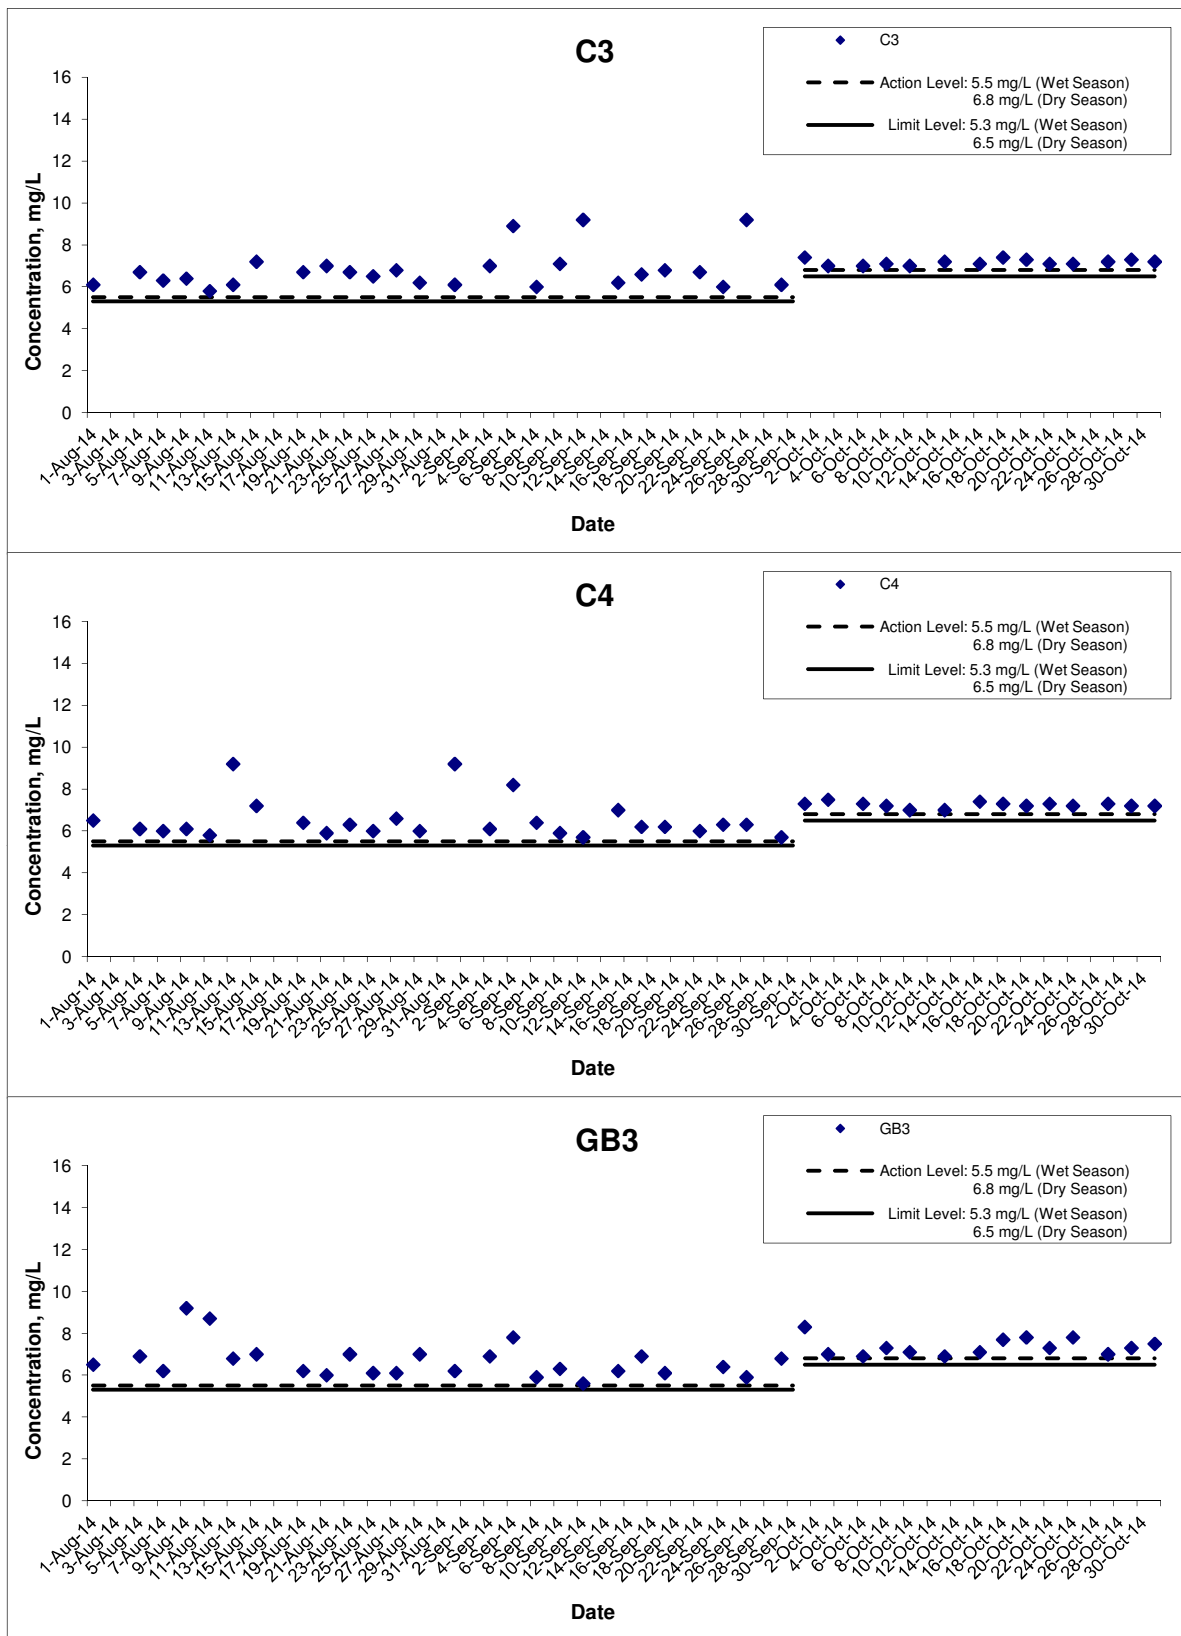 C3
C3
Action Level: 5.5 mg/L (Wet Season)
6.8 mg/L (Dry Season)
Limit Level: 5.3 mg/L (Wet Season)
6.5 mg/L (Dry Season)
Concentration, mg/L
16
14
12
10
8
6
4
2
0
1-Aug-14
3-Aug-14
5-Aug-14
7-Aug-14
9-Aug-14
11-Aug-14
13-Aug-14
15-Aug-14
17-Aug-14
19-Aug-14
21-Aug-14
23-Aug-14
25-Aug-14
27-Aug-14
29-Aug-14
31-Aug-14
2-Sep-14
4-Sep-14
6-Sep-14
8-Sep-14
10-Sep-14
12-Sep-14
14-Sep-14
16-Sep-14
18-Sep-14
20-Sep-14
22-Sep-14
24-Sep-14
26-Sep-14
28-Sep-14
30-Sep-14
2-Oct-14
4-Oct-14
6-Oct-14
8-Oct-14
10-Oct-14
12-Oct-14
14-Oct-14
16-Oct-14
18-Oct-14
20-Oct-14
22-Oct-14
24-Oct-14
26-Oct-14
28-Oct-14
30-Oct-14
Date
C4
C4
Action Level: 5.5 mg/L (Wet Season)
6.8 mg/L (Dry Season)
Limit Level: 5.3 mg/L (Wet Season)
6.5 mg/L (Dry Season)
Concentration, mg/L
16
14
12
10
8
6
4
2
0
1-Aug-14
3-Aug-14
5-Aug-14
7-Aug-14
9-Aug-14
11-Aug-14
13-Aug-14
15-Aug-14
17-Aug-14
19-Aug-14
21-Aug-14
23-Aug-14
25-Aug-14
27-Aug-14
29-Aug-14
31-Aug-14
2-Sep-14
4-Sep-14
6-Sep-14
8-Sep-14
10-Sep-14
12-Sep-14
14-Sep-14
16-Sep-14
18-Sep-14
20-Sep-14
22-Sep-14
24-Sep-14
26-Sep-14
28-Sep-14
30-Sep-14
2-Oct-14
4-Oct-14
6-Oct-14
8-Oct-14
10-Oct-14
12-Oct-14
14-Oct-14
16-Oct-14
18-Oct-14
20-Oct-14
22-Oct-14
24-Oct-14
26-Oct-14
28-Oct-14
30-Oct-14
Date
GB3
GB3
Action Level: 5.5 mg/L (Wet Season)
6.8 mg/L (Dry Season)
Limit Level: 5.3 mg/L (Wet Season)
6.5 mg/L (Dry Season)
Concentration, mg/L
16
14
12
10
8
6
4
2
0
1-Aug-14
3-Aug-14
5-Aug-14
7-Aug-14
9-Aug-14
11-Aug-14
13-Aug-14
15-Aug-14
17-Aug-14
19-Aug-14
21-Aug-14
23-Aug-14
25-Aug-14
27-Aug-14
29-Aug-14
31-Aug-14
2-Sep-14
4-Sep-14
6-Sep-14
8-Sep-14
10-Sep-14
12-Sep-14
14-Sep-14
16-Sep-14
18-Sep-14
20-Sep-14
22-Sep-14
24-Sep-14
26-Sep-14
28-Sep-14
30-Sep-14
2-Oct-14
4-Oct-14
6-Oct-14
8-Oct-14
10-Oct-14
12-Oct-14
14-Oct-14
16-Oct-14
18-Oct-14
20-Oct-14
22-Oct-14
24-Oct-14
26-Oct-14
28-Oct-14
30-Oct-14
Date